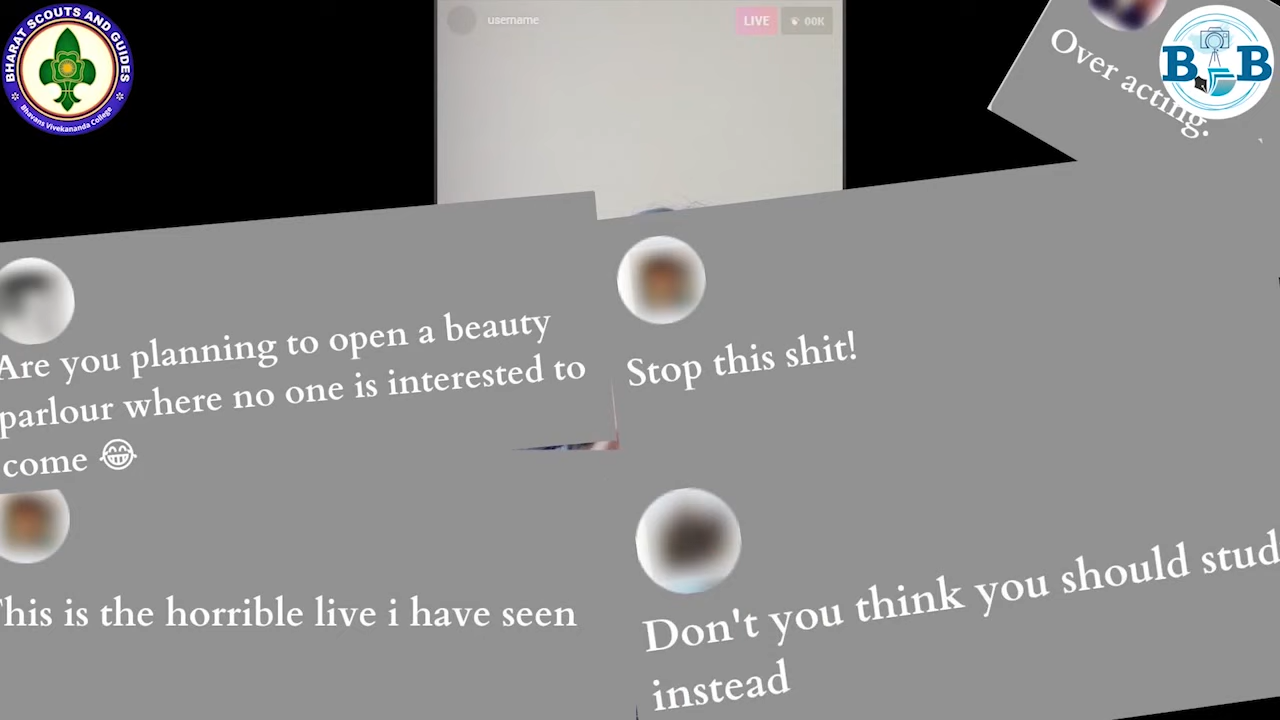 BHARAT SCOUTS AND GUIDES
Bhavans Vivekananda College
username
LIVE
00K
Over acting.
B B
Are you planning to open a beauty
parlour where no one is interested to
come 😂
Stop this shit!
This is the horrible live i have seen
Don't you think you should stud
instead